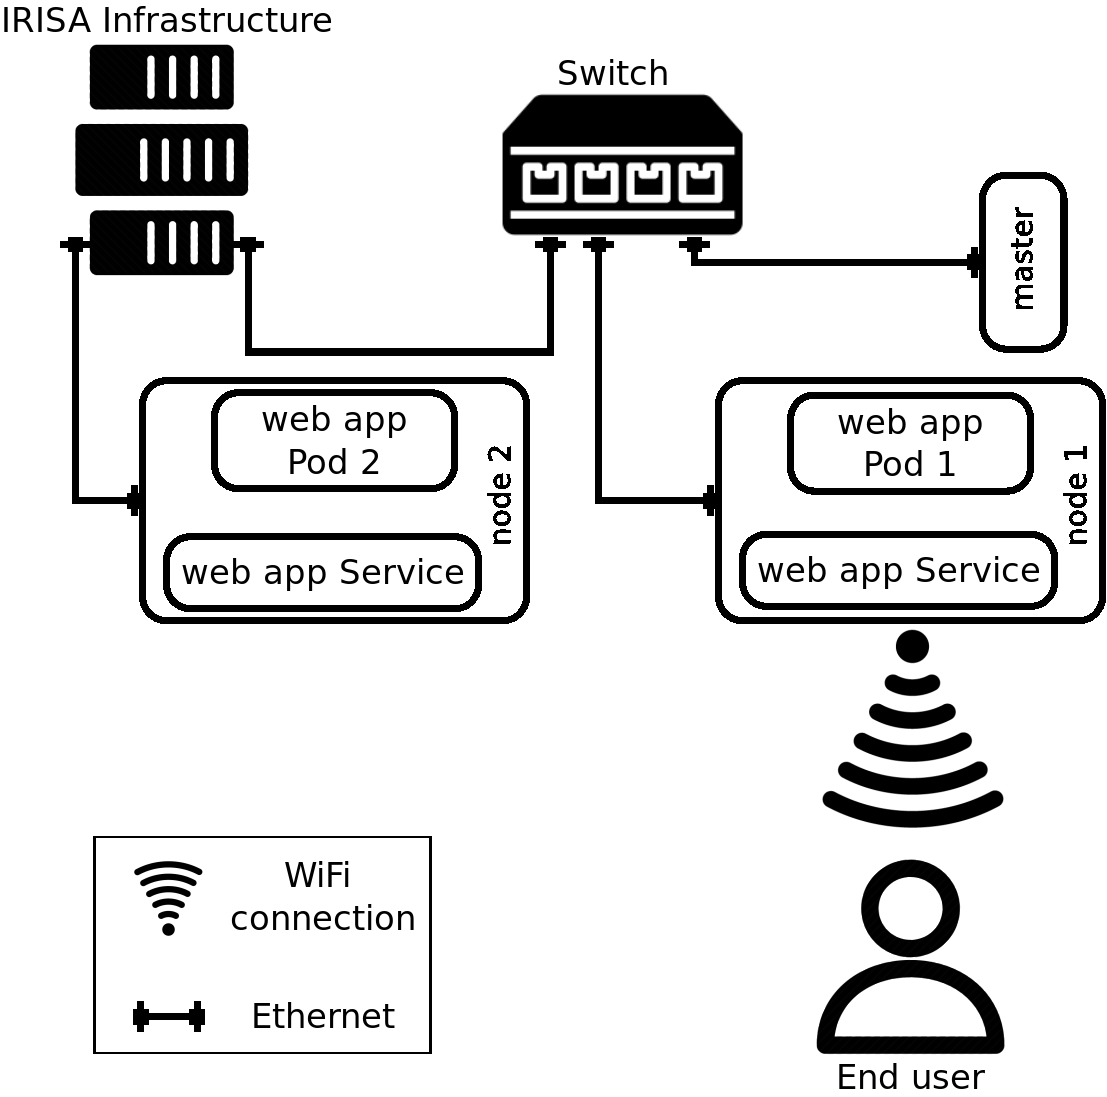 IRISA Infrastructure
Switch
master
web app
Pod 2
node 2
web app Service
web app
Pod 1
node 1
web app Service
WiFi
connection
Ethernet
End user